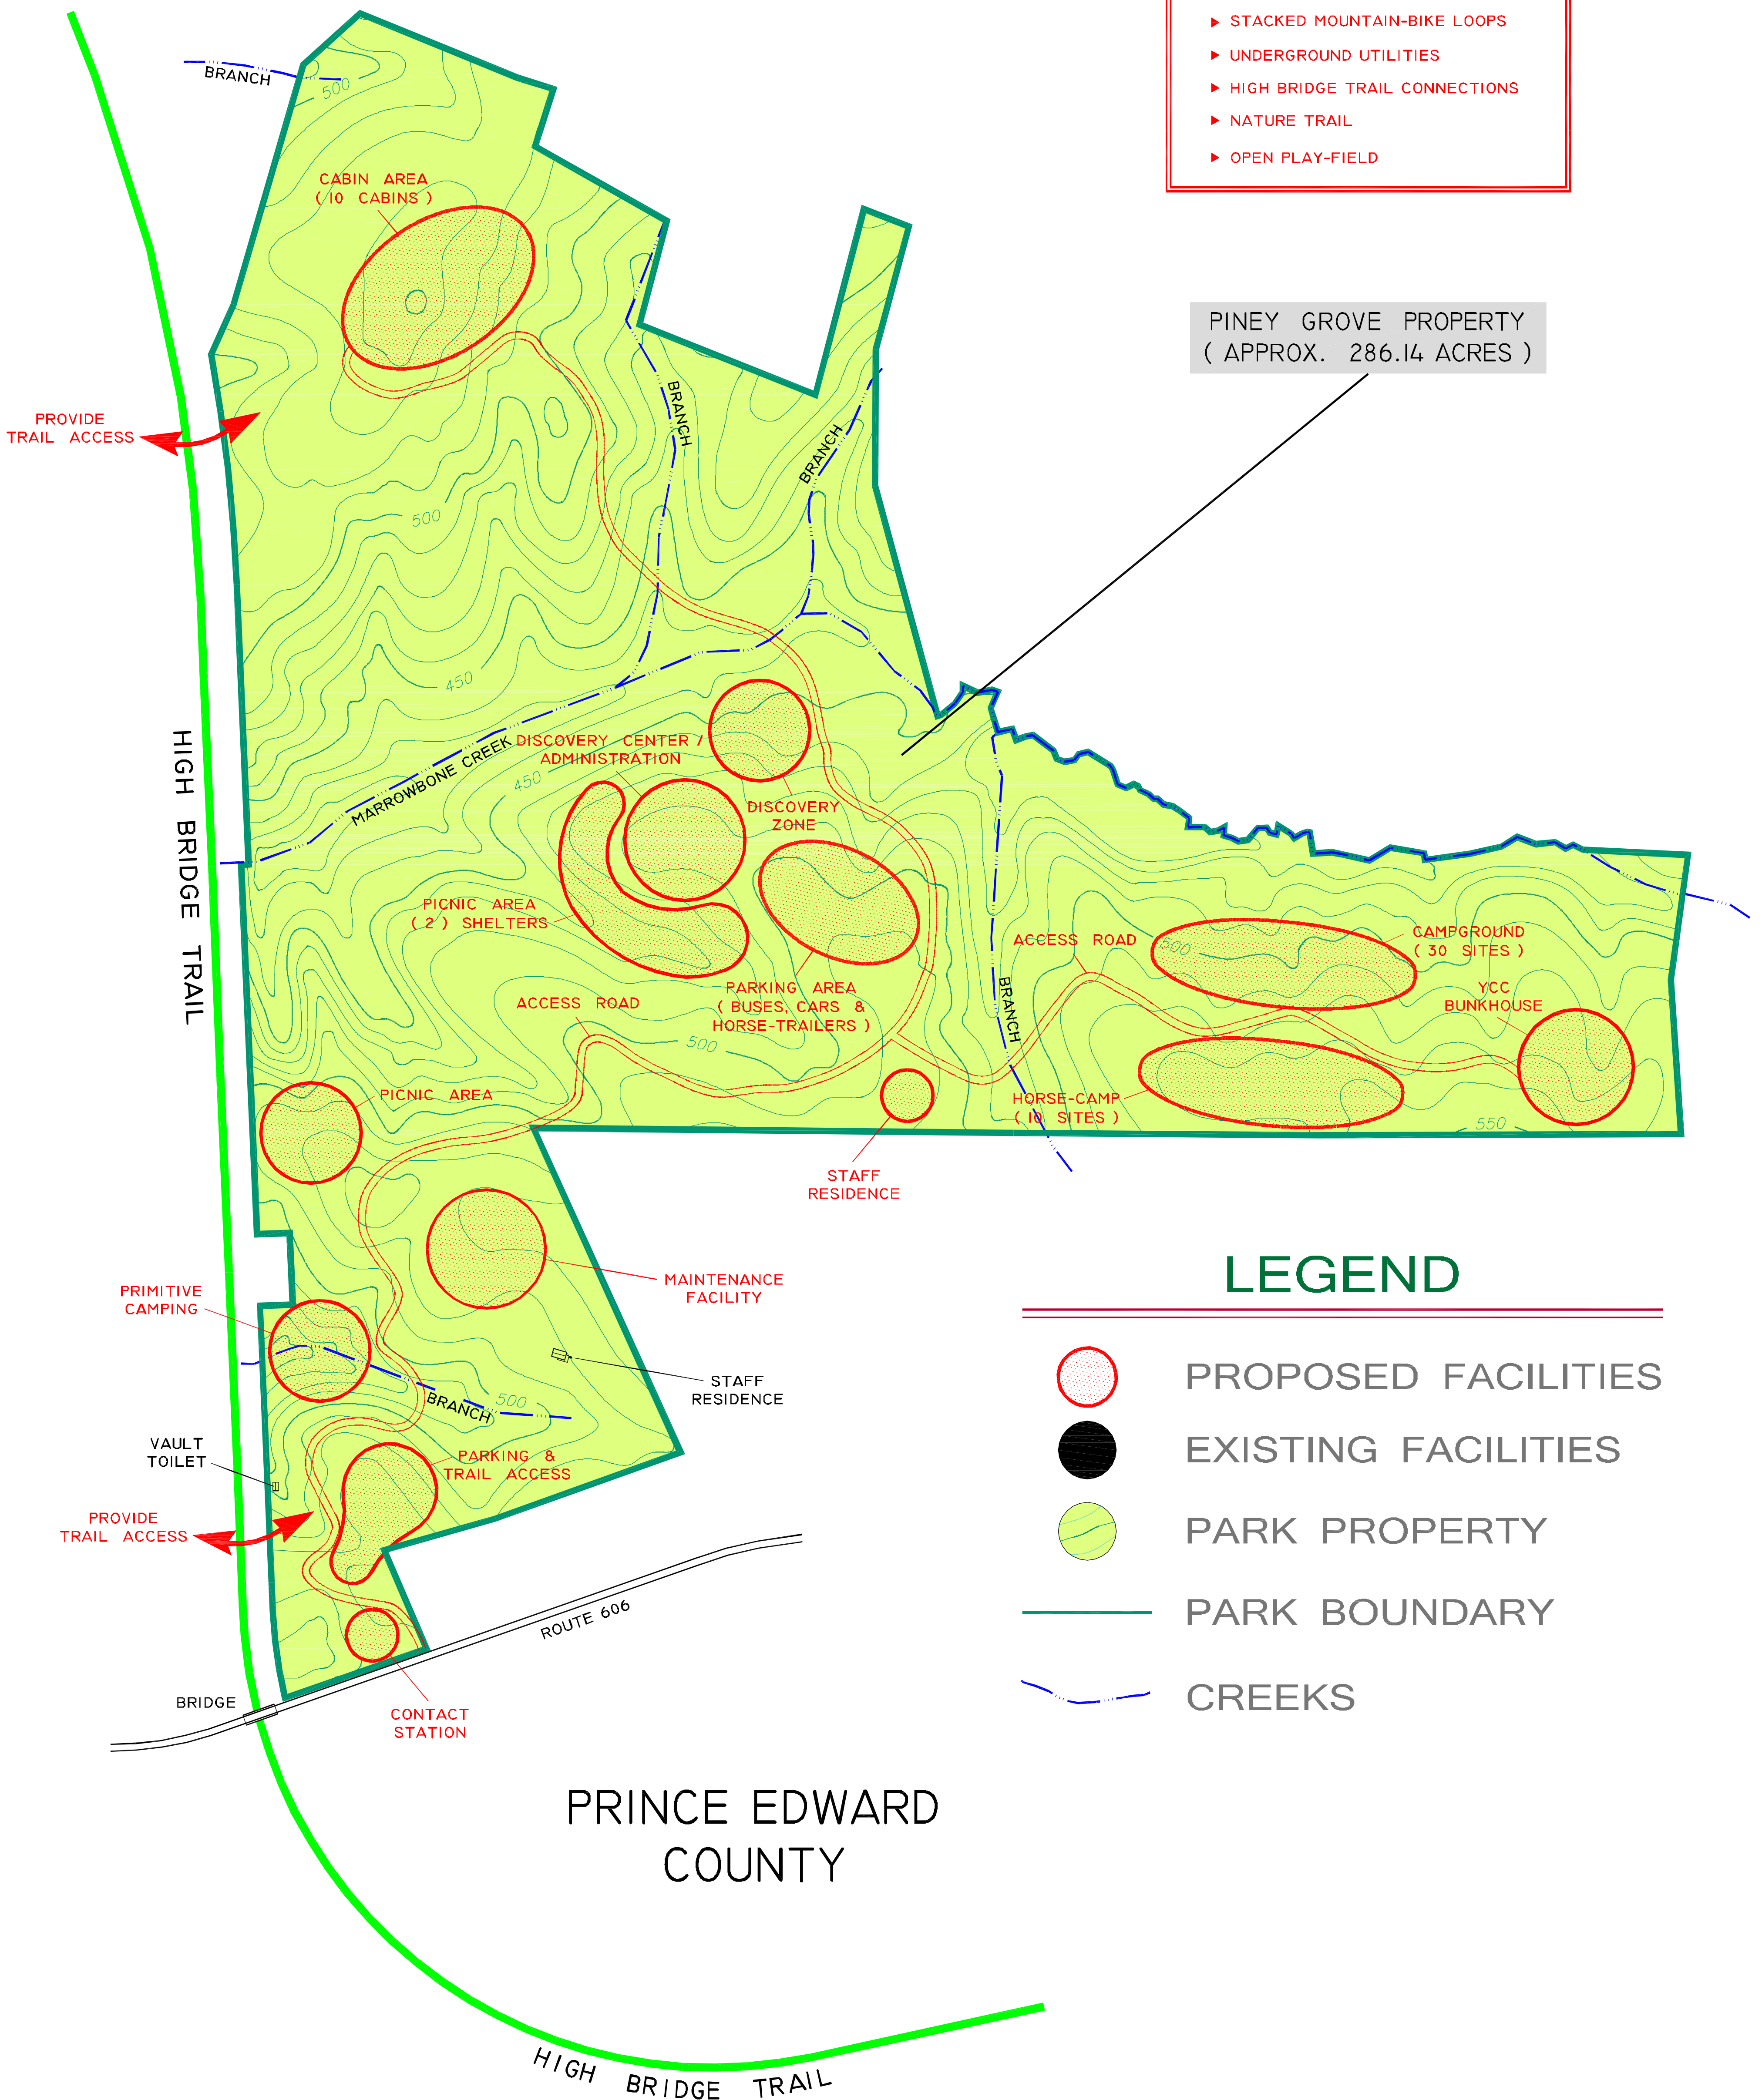 ▶ STACKED MOUNTAIN-BIKE LOOPS
▶ UNDERGROUND UTILITIES
▶ HIGH BRIDGE TRAIL CONNECTIONS
▶ NATURE TRAIL
▶ OPEN PLAY-FIELD
BRANCH
500
CABIN AREA
( 10 CABINS )
PINEY GROVE PROPERTY
( APPROX. 286.14 ACRES )
PROVIDE
TRAIL ACCESS
BRANCH
BRANCH
500
450
HIGH BRIDGE TRAIL
MARROWBONE CREEK
DISCOVERY CENTER /
ADMINISTRATION
450
DISCOVERY
ZONE
PICNIC AREA
( 2 ) SHELTERS
PARKING AREA
( BUSES, CARS &
HORSE-TRAILERS )
ACCESS ROAD
500
CAMPGROUND
( 30 SITES )
YCC
BUNKHOUSE
BRANCH
ACCESS ROAD
500
PICNIC AREA
HORSE-CAMP
( 10 SITES )
550
STAFF
RESIDENCE
MAINTENANCE
FACILITY
PRIMITIVE
CAMPING
STAFF
RESIDENCE
BRANCH
500
VAULT
TOILET
PARKING &
TRAIL ACCESS
PROVIDE
TRAIL ACCESS
ROUTE 606
BRIDGE
CONTACT
STATION
LEGEND
PROPOSED FACILITIES
EXISTING FACILITIES
PARK PROPERTY
PARK BOUNDARY
CREEKS
PRINCE EDWARD
COUNTY
HIGH BRIDGE TRAIL